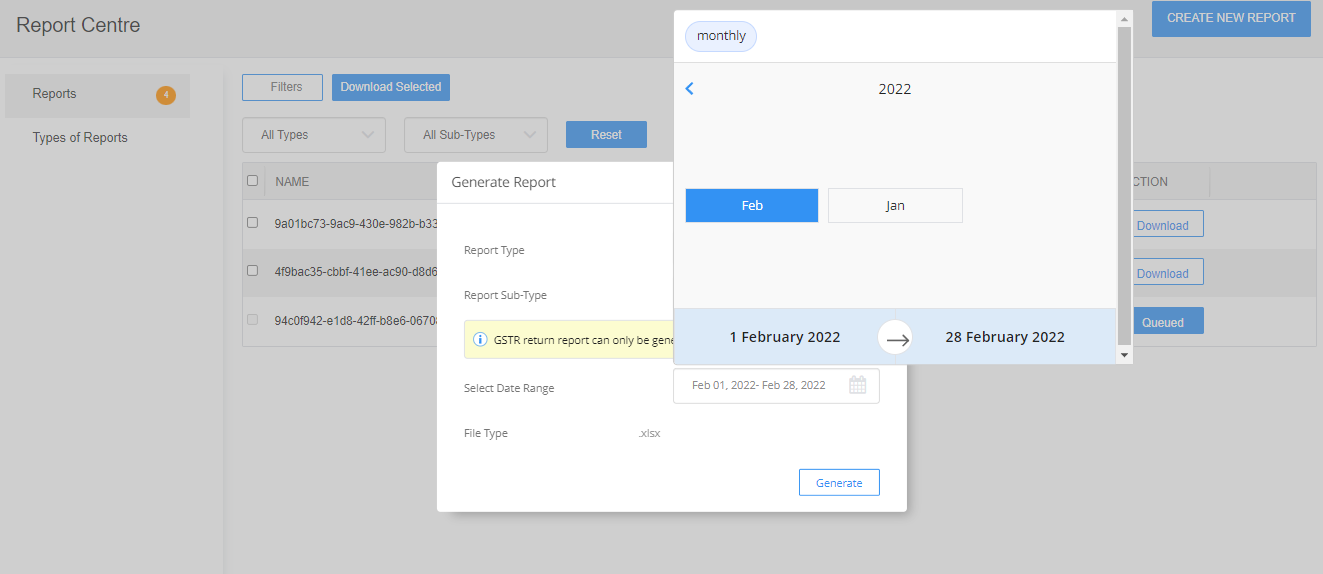 Report Centre
CREATE NEW REPORT
monthly
2022
Reports
4
Types of Reports
Filters
Download Selected
All Types
All Sub-Types
Reset
NAME
CTION
9a01bc73-9ac9-430e-982b-b33
Download
4f9bac35-cbbf-41ee-ac90-d8d6
Download
94c0f942-e1d8-42ff-b8e6-06708
Queued
Feb
Jan
1 February 2022
28 February 2022
Generate Report
Report Type
Report Sub-Type
GSTR return report can only be gene
Select Date Range
Feb 01, 2022- Feb 28, 2022
File Type
.xlsx
Generate